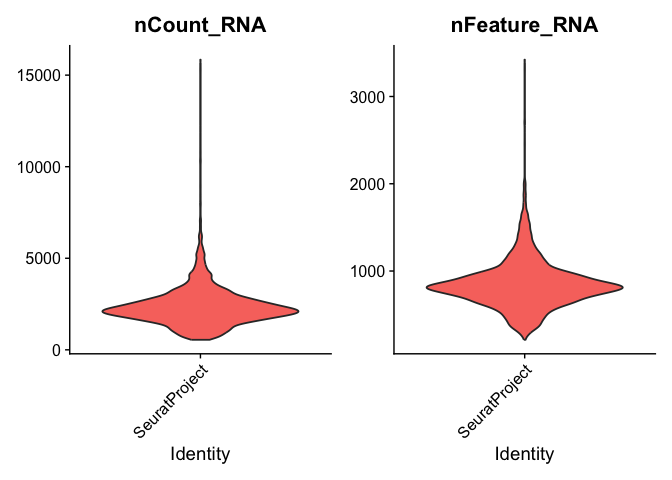 nCount_RNA
15000
10000
5000
0
SeuratProject
Identity
nFeature_RNA
3000
2000
1000
SeuratProject
Identity